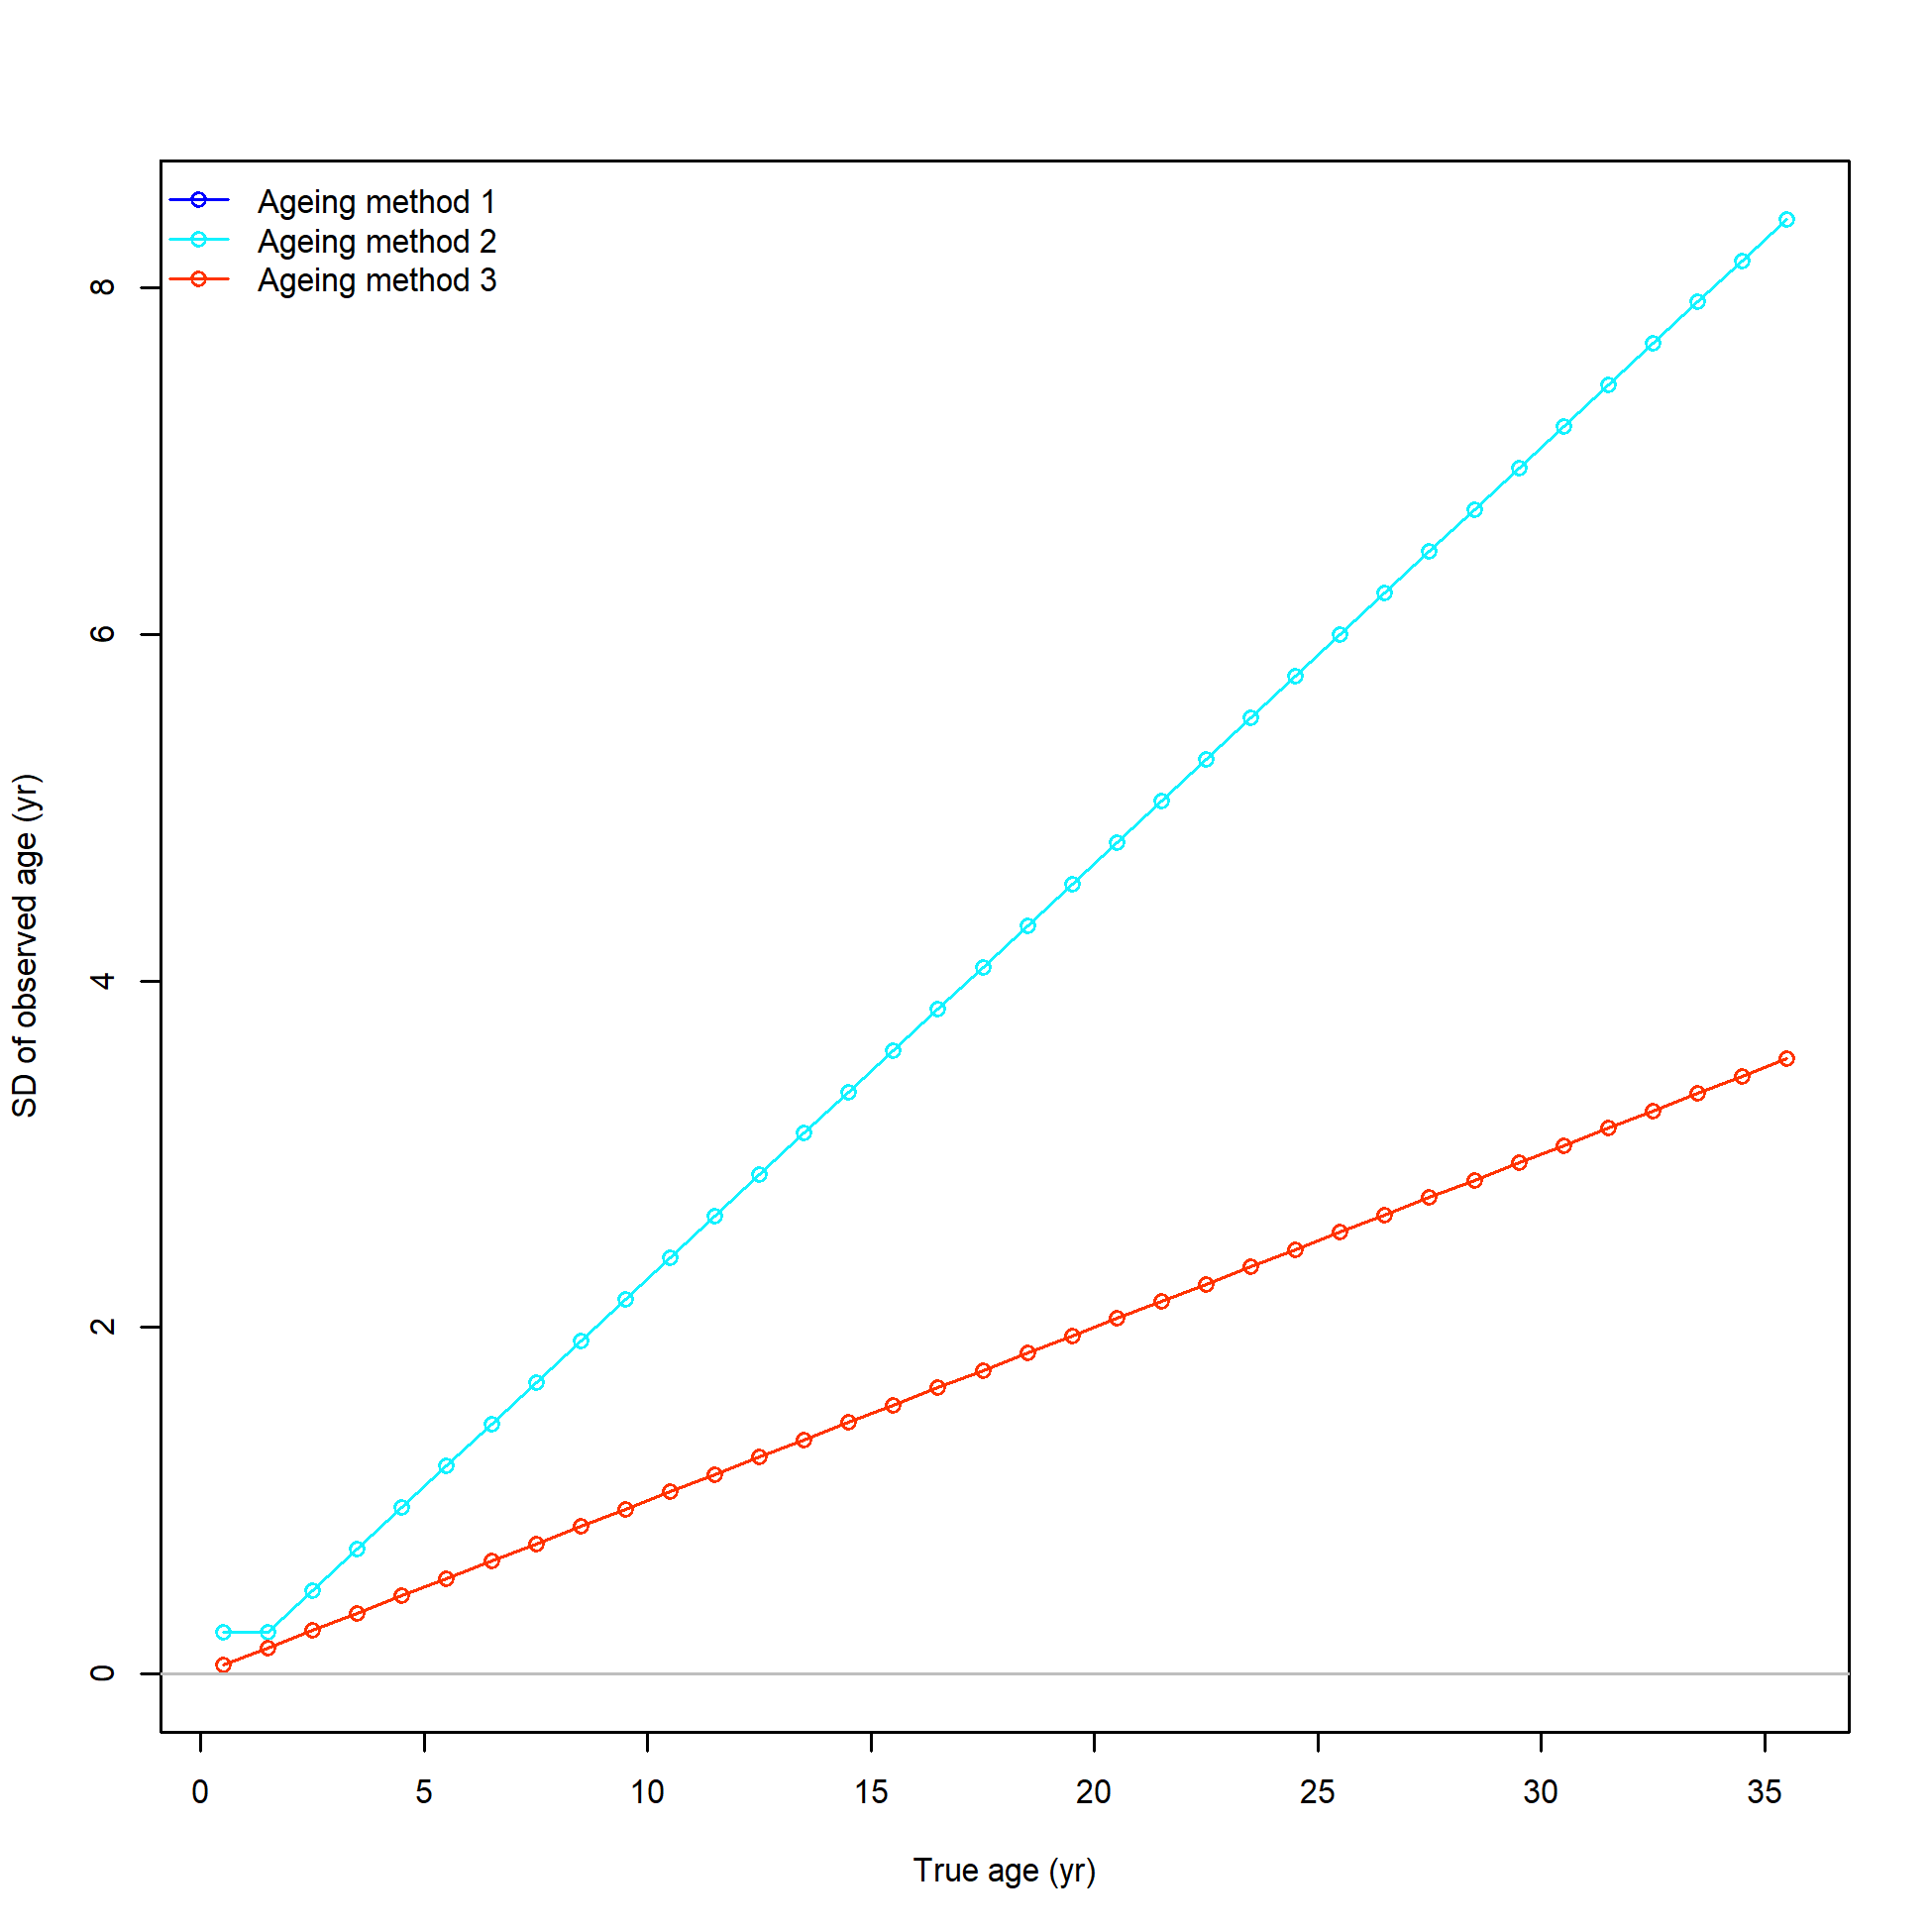 Ageing method 1
Ageing method 2
Ageing method 3
8
6
4
2
0
SD of observed age (yr)
0 5 10 15 20 25 30 35
True age (yr)